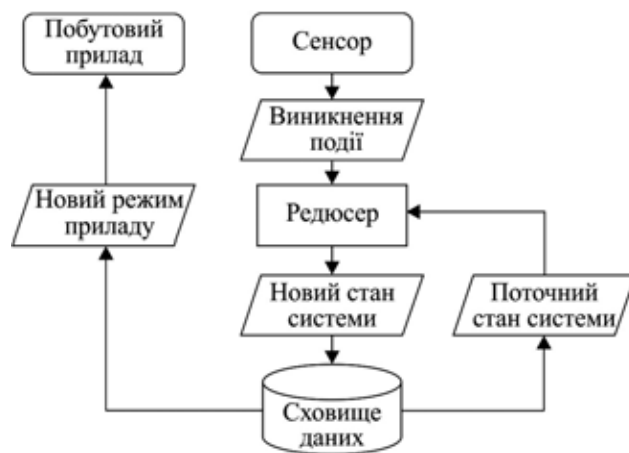 Побутовий
прилад
Сенсор
Виникнення
події
Новий режим
приладу
Редюсер
Новий стан
системи
Поточний
стан системи
Сховище
даних